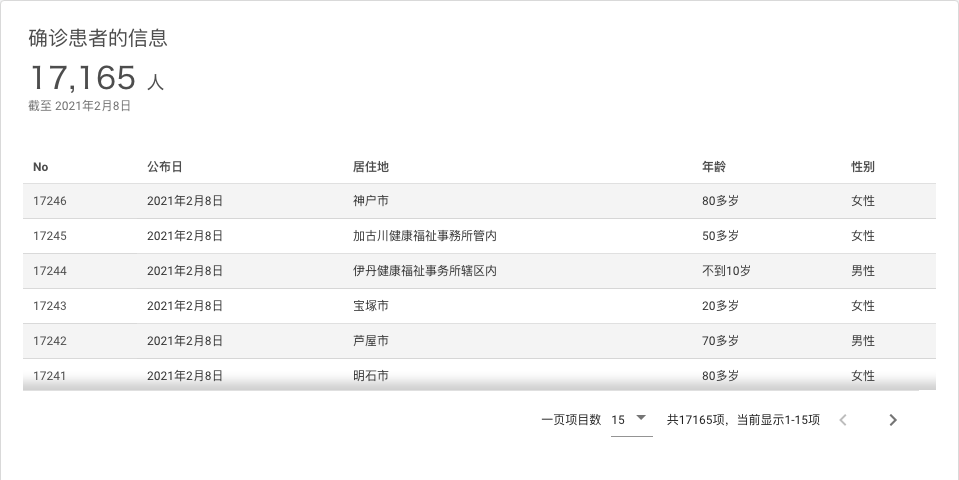 确诊患者的信息
17,165 人
截至 2021年2月8日
No 公布日 居住地 年龄 性别
17246 2021年2月8日 神户市 80多岁 女性
17245 2021年2月8日 加古川健康福祉事務所管内 50多岁 女性
17244 2021年2月8日 伊丹健康福祉事务所辖区内 不到10岁 男性
17243 2021年2月8日 宝塚市 20多岁 女性
17242 2021年2月8日 芦屋市 70多岁 男性
17241 2021年2月8日 明石市 80多岁 女性
一页项目数 15 共17165项，当前显示1-15项